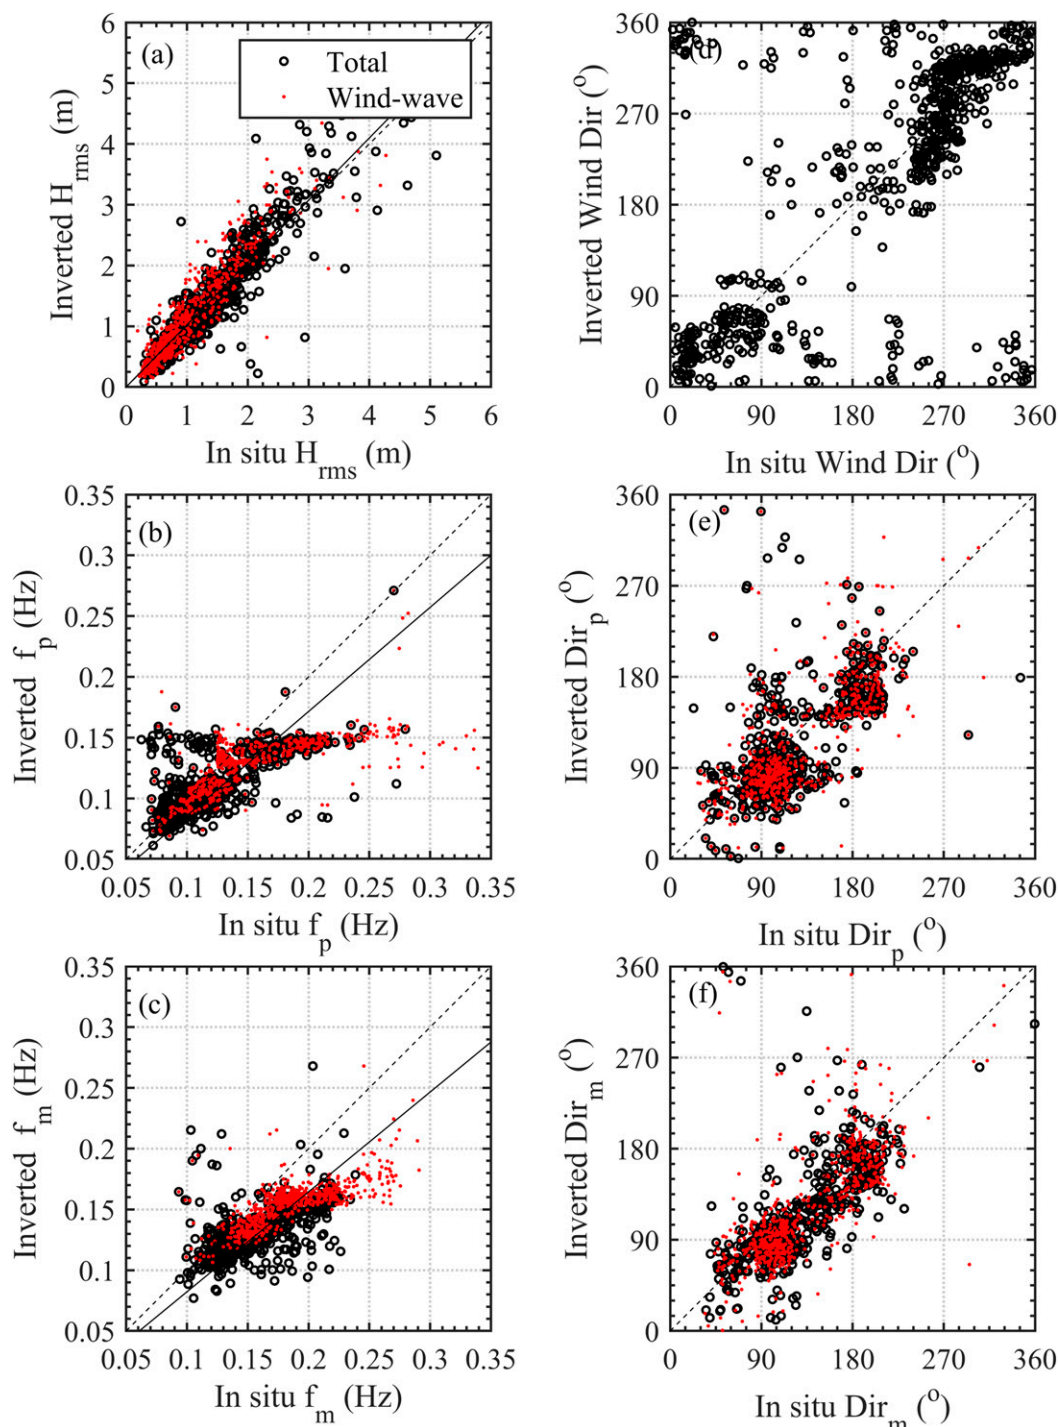 (a)
Total
Wind-wave
Inverted H_rms (m)
6
5
4
3
2
1
0
0 1 2 3 4 5 6
In situ H_rms (m)
(d)
Inverted Wind Dir (°)
360
270
180
90
0
0 90 180 270 360
In situ Wind Dir (°)
(b)
Inverted f_p (Hz)
0.35
0.3
0.25
0.2
0.15
0.1
0.05
0.05 0.1 0.15 0.2 0.25 0.3 0.35
In situ f_p (Hz)
(e)
Inverted Dir_p (°)
360
270
180
90
0
0 90 180 270 360
In situ Dir_p (°)
(c)
Inverted f_m (Hz)
0.35
0.3
0.25
0.2
0.15
0.1
0.05
0.05 0.1 0.15 0.2 0.25 0.3 0.35
In situ f_m (Hz)
(f)
Inverted Dir_m (°)
360
270
180
90
0
0 90 180 270 360
In situ Dir_m (°)